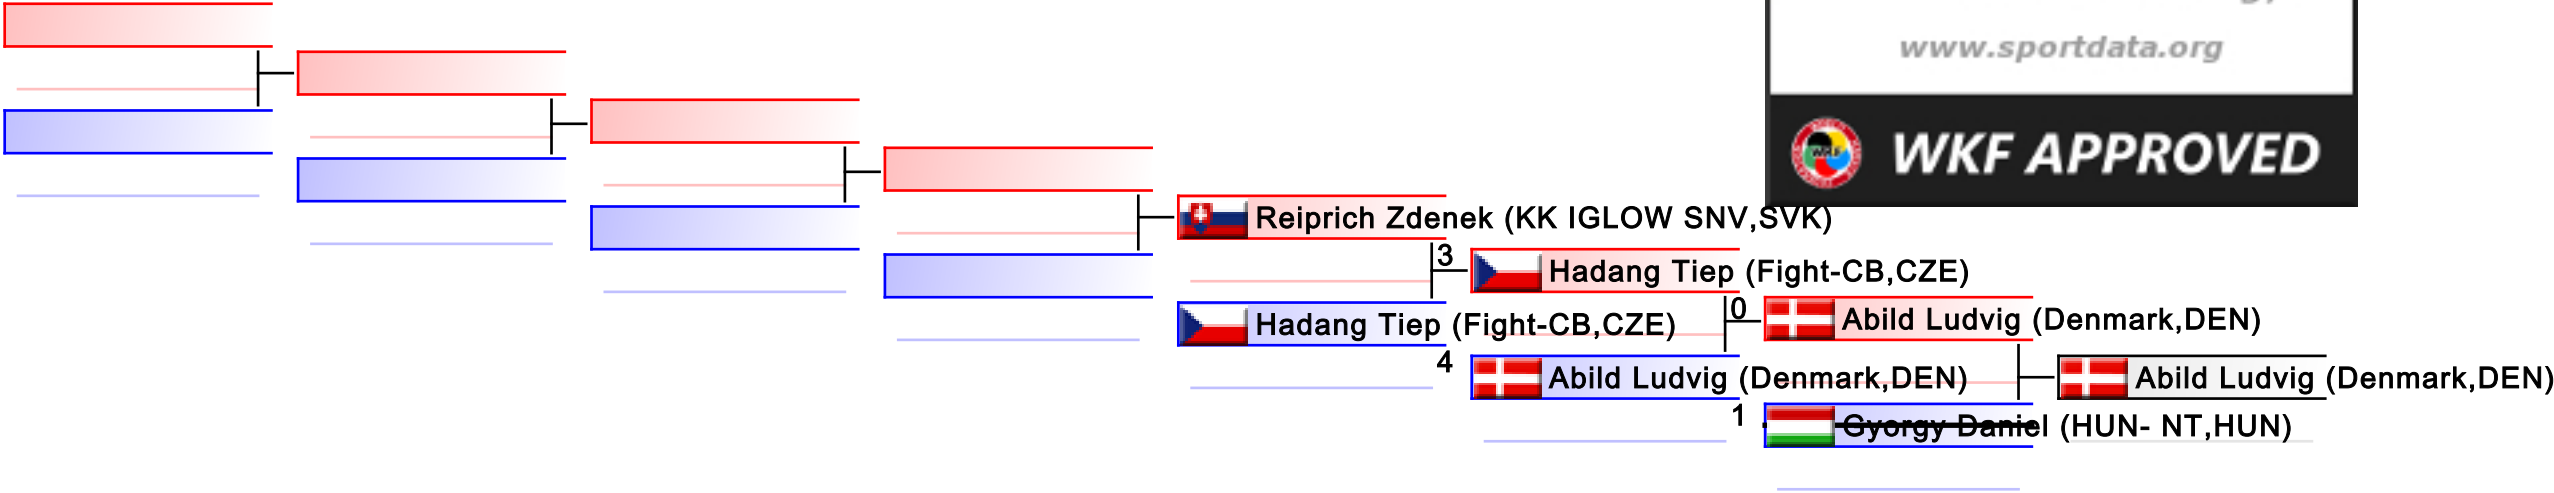 www.sportdata.org
WKF
WKF APPROVED
Reiprich Zdenek (KK IGLOW SNV,SVK)
3
Hadang Tiep (Fight-CB,CZE)
0
Abild Ludvig (Denmark,DEN)
Hadang Tiep (Fight-CB,CZE)
4
Abild Ludvig (Denmark,DEN)
Abild Ludvig (Denmark,DEN)
1
Gyorgy Daniel (HUN- NT,HUN)